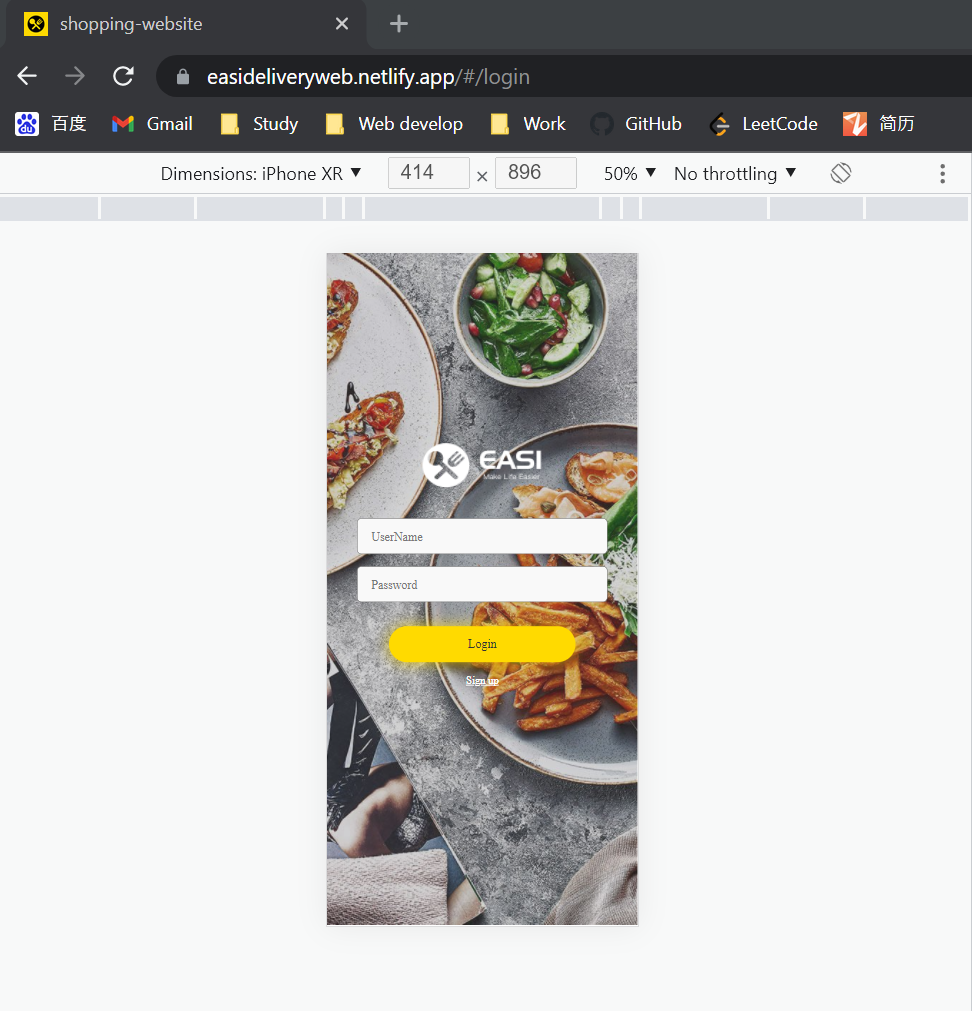 shopping-website
easideliveryweb.netlify.app/#/login
百度 Gmail Study Web develop Work GitHub LeetCode 简历
Dimensions: iPhone XR 414 × 896 50% No throttling
EASI
Make Life Easier
UserName
Password
Login
Sign up